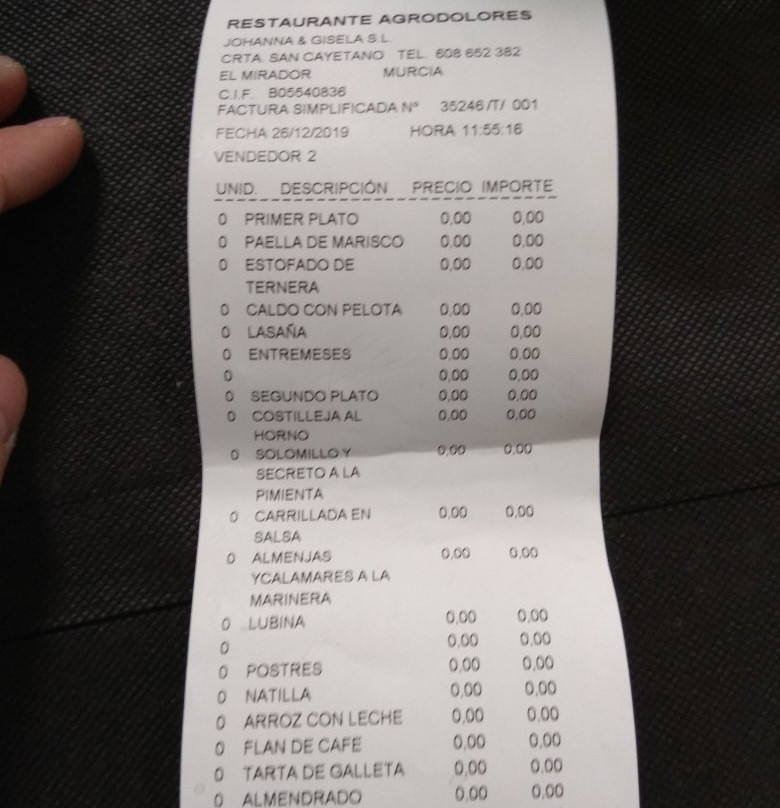 RESTAURANTE AGRODOLORES
JOHANNA & GISELA S.L.
CRTA. SAN CAYETANO TEL. 608 652 382
EL MIRADOR MURCIA
C.I.F. B05540836
FACTURA SIMPLIFICADA Nº 35246 /T/ 001
FECHA 26/12/2019 HORA 11:55:16
VENDEDOR 2
UNID. DESCRIPCIÓN PRECIO IMPORTE
0 PRIMER PLATO 0,00 0,00
0 PAELLA DE MARISCO 0,00 0,00
0 ESTOFADO DE 0,00 0,00
TERNERA
0 CALDO CON PELOTA 0,00 0,00
0 LASAÑA 0,00 0,00
0 ENTREMESES 0,00 0,00
0 0,00 0,00
0 SEGUNDO PLATO 0,00 0,00
0 COSTILLEJA AL 0,00 0,00
HORNO
0 SOLOMILLO Y 0,00 0,00
SECRETO A LA
PIMIENTA
0 CARRILLADA EN 0,00 0,00
SALSA
0 ALMENJAS 0,00 0,00
YCALAMARES A LA
MARINERA
0 LUBINA 0,00 0,00
0 0,00 0,00
0 POSTRES 0,00 0,00
0 NATILLA 0,00 0,00
0 ARROZ CON LECHE 0,00 0,00
0 FLAN DE CAFE 0,00 0,00
0 TARTA DE GALLETA 0,00 0,00
0 ALMENDRADO 0,00 0,00